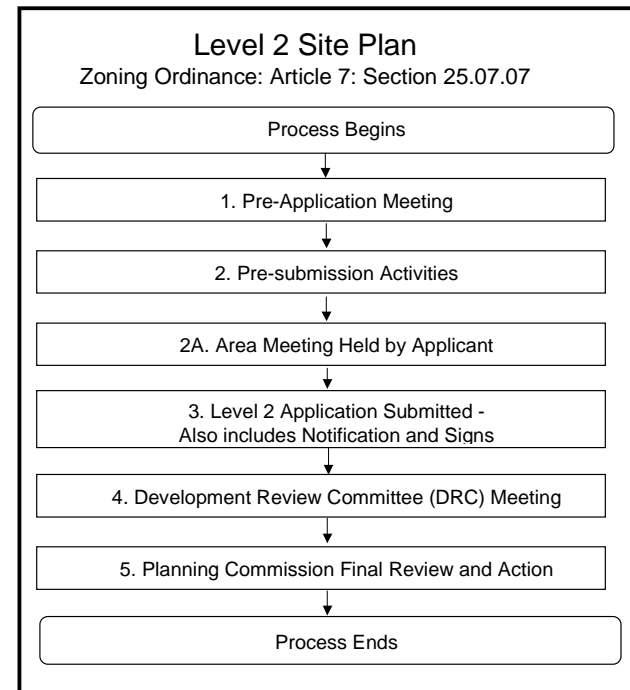 Level 2 Site Plan
Zoning Ordinance: Article 7: Section 25.07.07
Process Begins
1. Pre-Application Meeting
2. Pre-submission Activities
2A. Area Meeting Held by Applicant
3. Level 2 Application Submitted -
Also includes Notification and Signs
4. Development Review Committee (DRC) Meeting
5. Planning Commission Final Review and Action
Process Ends